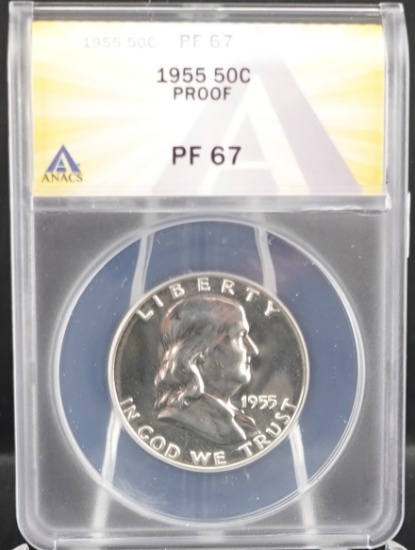 1955 50C PF 67
1955 50C
PROOF
PF 67
ANACS
LIBERTY
1955
IN GOD WE TRUST